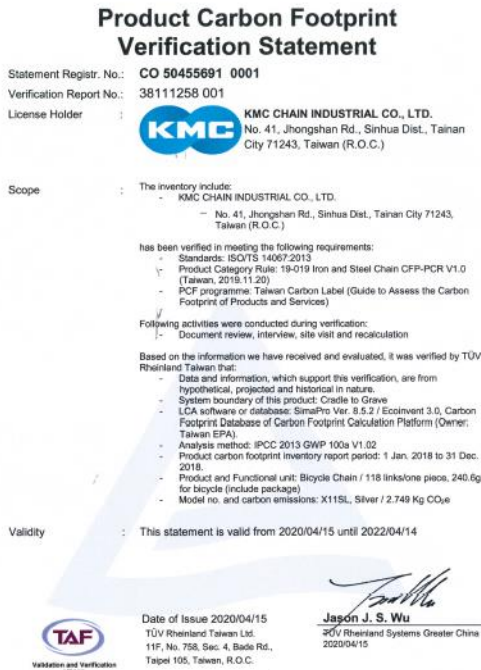 Product Carbon Footprint
Verification Statement
Statement Registr. No.: CO 50455691 0001
Verification Report No.: 38111258 001
License Holder :
KMC
KMC CHAIN INDUSTRIAL CO., LTD.
No. 41, Jhongshan Rd., Sinhua Dist., Tainan
City 71243, Taiwan (R.O.C.)
Scope : The inventory include:
- KMC CHAIN INDUSTRIAL CO., LTD.
– No. 41, Jhongshan Rd., Sinhua Dist., Tainan City 71243,
Taiwan (R.O.C.)
has been verified in meeting the following requirements:
- Standards: ISO/TS 14067:2013
- Product Category Rule: 19-019 Iron and Steel Chain CFP-PCR V1.0
(Taiwan, 2019.11.20)
- PCF programme: Taiwan Carbon Label (Guide to Assess the Carbon
Footprint of Products and Services)
Following activities were conducted during verification:
- Document review, interview, site visit and recalculation
Based on the information we have received and evaluated, it was verified by TÜV
Rheinland Taiwan that:
- Data and information, which support this verification, are from
hypothetical, projected and historical in nature.
- System boundary of this product: Cradle to Grave
- LCA software or database: SimaPro Ver. 8.5.2 / Ecoinvent 3.0, Carbon
Footprint Database of Carbon Footprint Calculation Platform (Owner:
Taiwan EPA).
- Analysis method: IPCC 2013 GWP 100a V1.02
- Product carbon footprint inventory report period: 1 Jan. 2018 to 31 Dec.
2018.
- Product and Functional unit: Bicycle Chain / 118 links/one piece, 240.6g
for bicycle (include package)
- Model no. and carbon emissions: X11SL, Silver / 2.749 Kg CO₂e
Validity : This statement is valid from 2020/04/15 until 2022/04/14
TAF
Validation and Verification
Date of Issue 2020/04/15
TÜV Rheinland Taiwan Ltd.
11F, No. 758, Sec. 4, Bade Rd.,
Taipei 105, Taiwan, R.O.C.
Jason J. S. Wu
TÜV Rheinland Systems Greater China
2020/04/15